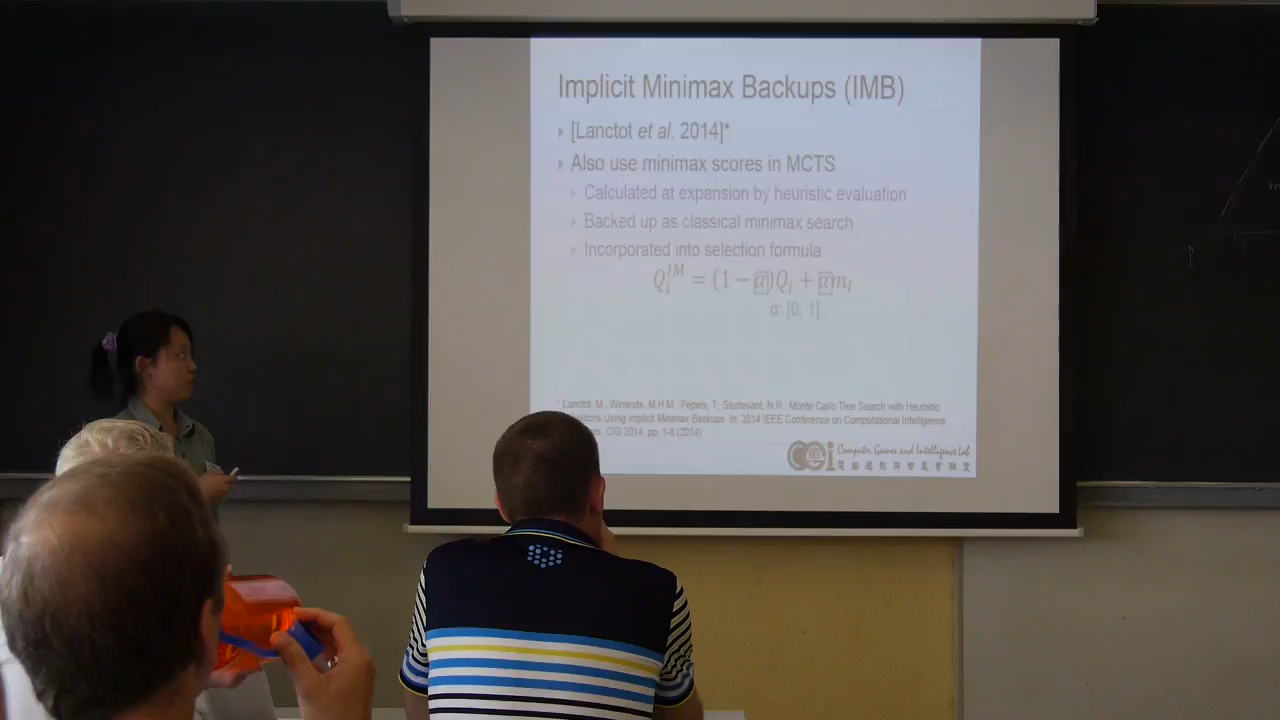 Implicit Minimax Backups (IMB)
[Lanctot et al. 2014]*
Also use minimax scores in MCTS
Calculated at expansion by heuristic evaluation
Backed up as classical minimax search
Incorporated into selection formula
Q_i^{IM} = (1 − α)Q_i + αm_i
α: [0, 1]
* Lanctot, M., Winands, M.H.M., Pepels, T., Sturtevant, N.R.: Monte Carlo Tree Search with Heuristic
Using Implicit Minimax Backups. In: 2014 IEEE Conference on Computational Intelligence
CIG 2014. pp. 1-8 (2014)
CGI Computer Games and Intelligence Lab